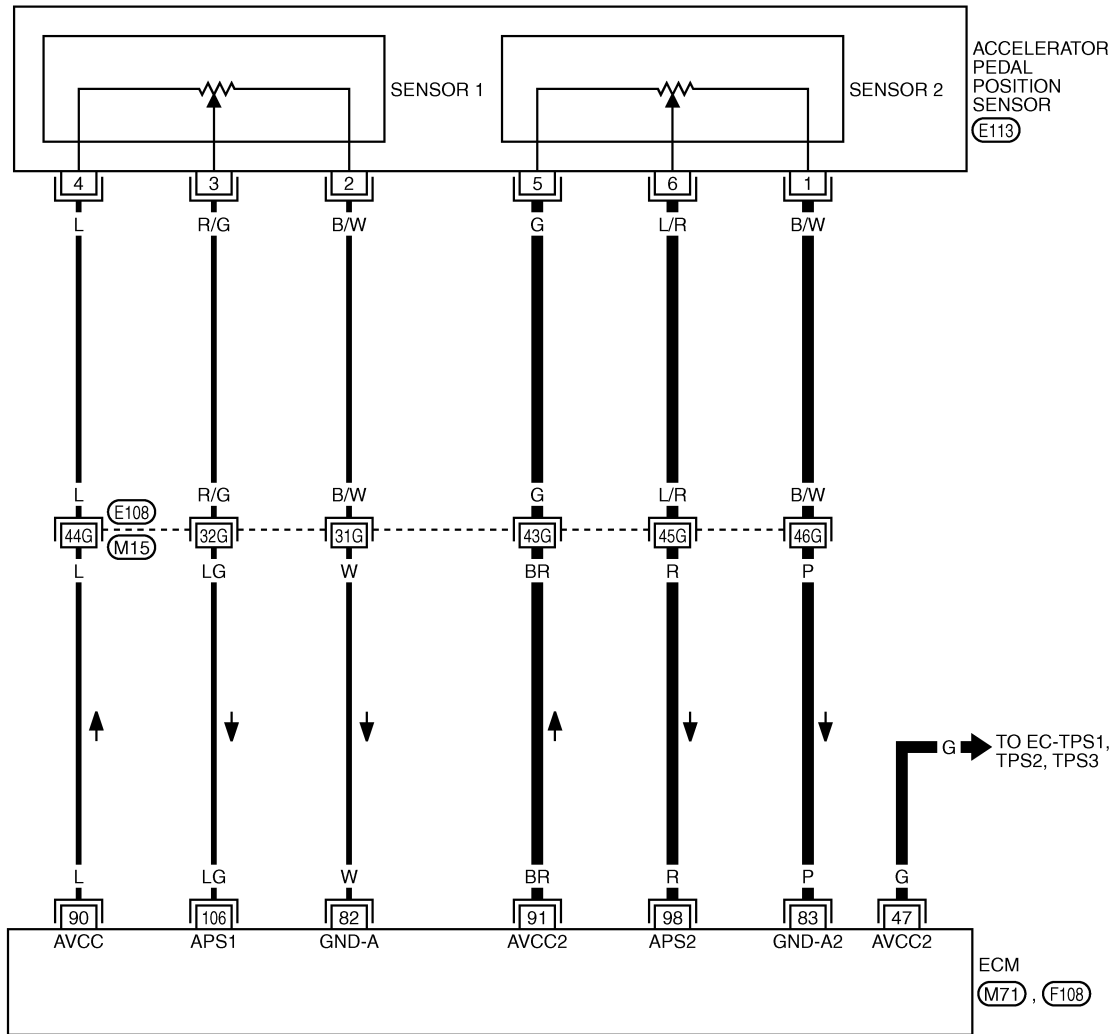 ACCELERATOR
PEDAL
POSITION
SENSOR
E113
SENSOR 1
SENSOR 2
4 3 2 5 6 1
L R/G B/W G L/R B/W
L R/G B/W G L/R B/W
E108
44G 32G 31G 43G 45G 46G
M15
L LG W BR R P
G TO EC-TPS1,
TPS2, TPS3
L LG W BR R P G
90 106 82 91 98 83 47
AVCC APS1 GND-A AVCC2 APS2 GND-A2 AVCC2
ECM
M71 , F108